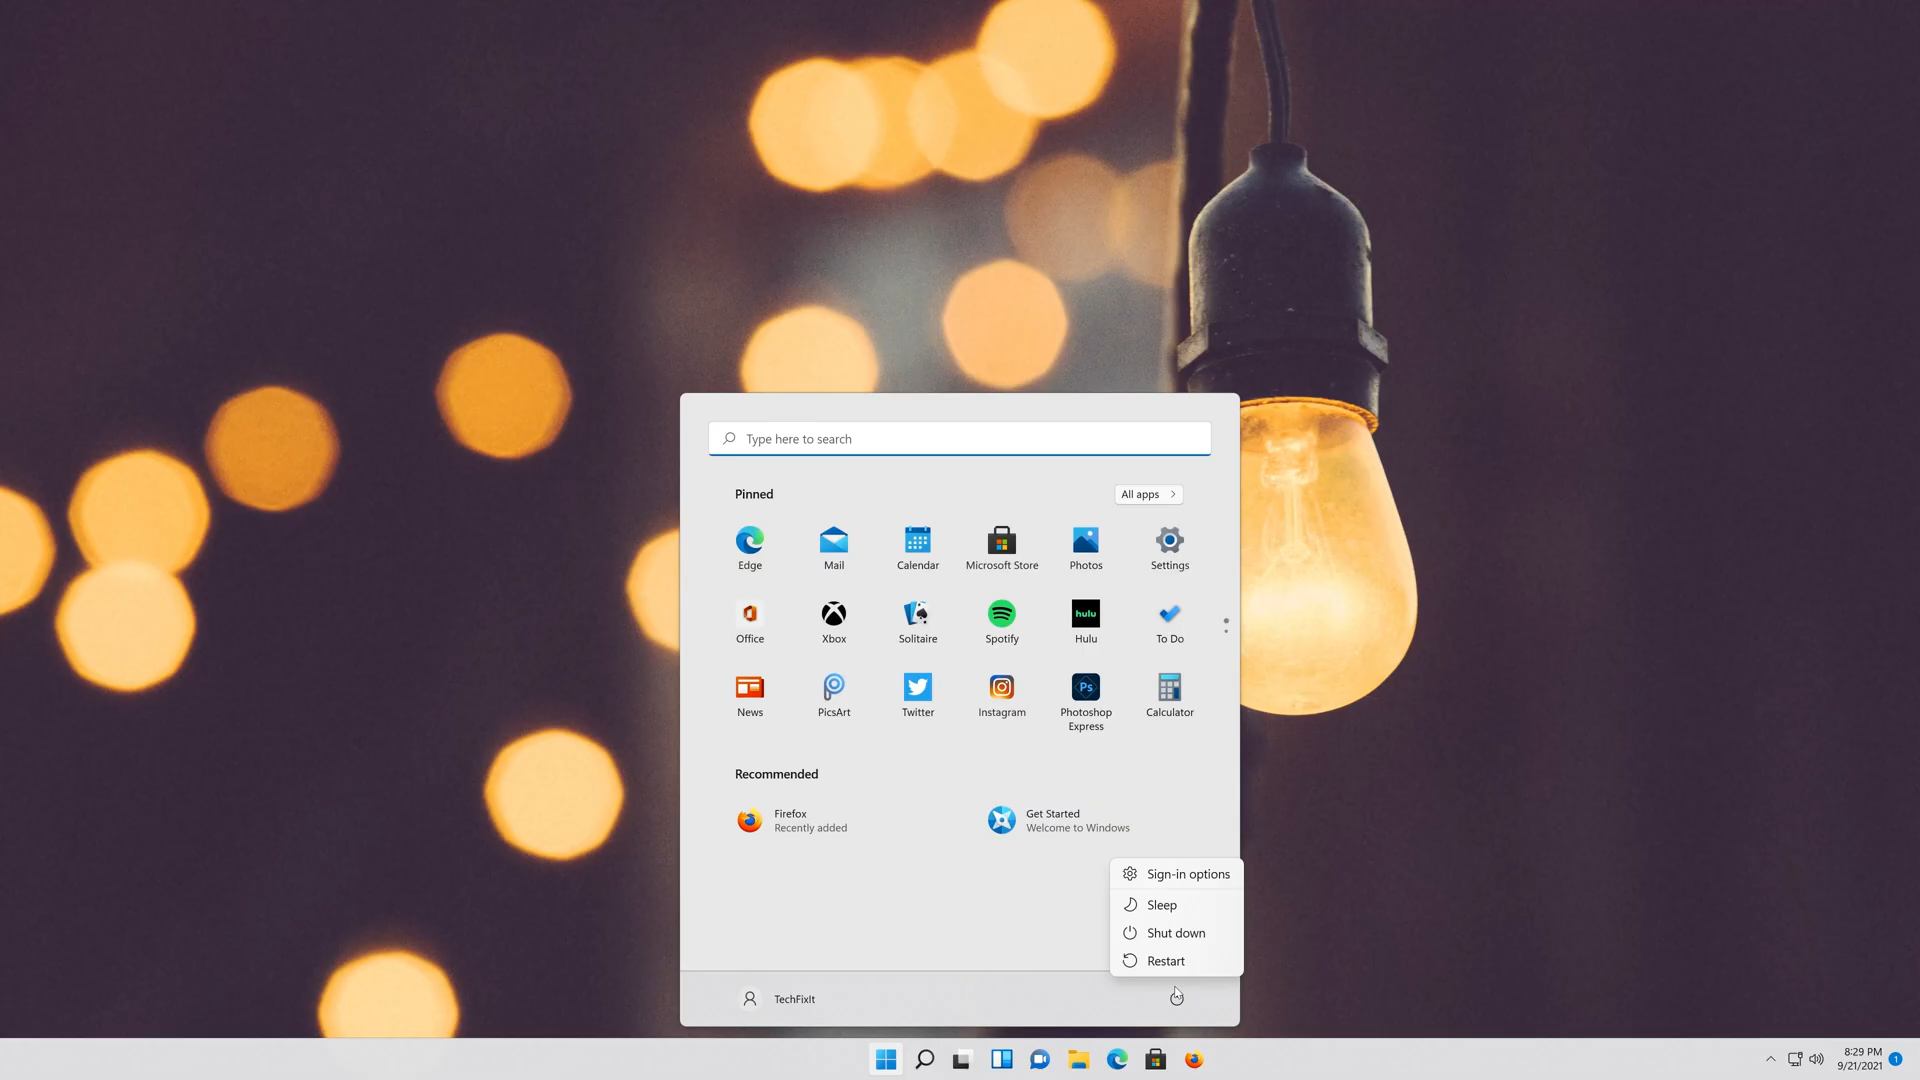 Type here to search
Pinned
All apps
Edge
Mail
Calendar
Microsoft Store
Photos
Settings
Office
Xbox
Solitaire
Spotify
hulu
Hulu
To Do
News
PicsArt
Twitter
Instagram
Ps
Photoshop
Express
Calculator
Recommended
Firefox
Recently added
Get Started
Welcome to Windows
Sign-in options
Sleep
Shut down
Restart
TechFixIt
8:29 PM
9/21/2021
1